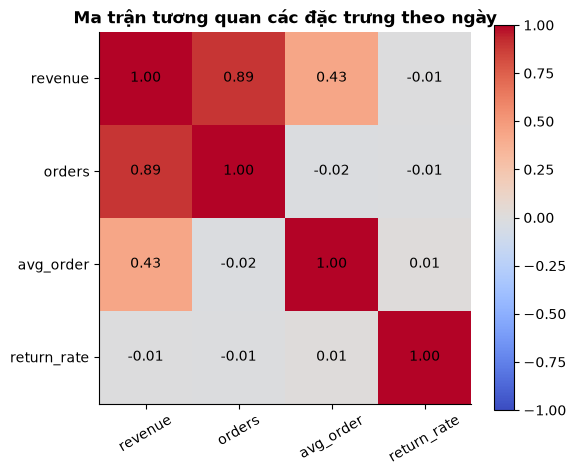 Ma trận tương quan các đặc trưng theo ngày
revenue 1.00 0.89 0.43 -0.01
orders 0.89 1.00 -0.02 -0.01
avg_order 0.43 -0.02 1.00 0.01
return_rate -0.01 -0.01 0.01 1.00
revenue orders avg_order return_rate
1.00
0.75
0.50
0.25
0.00
−0.25
−0.50
−0.75
−1.00